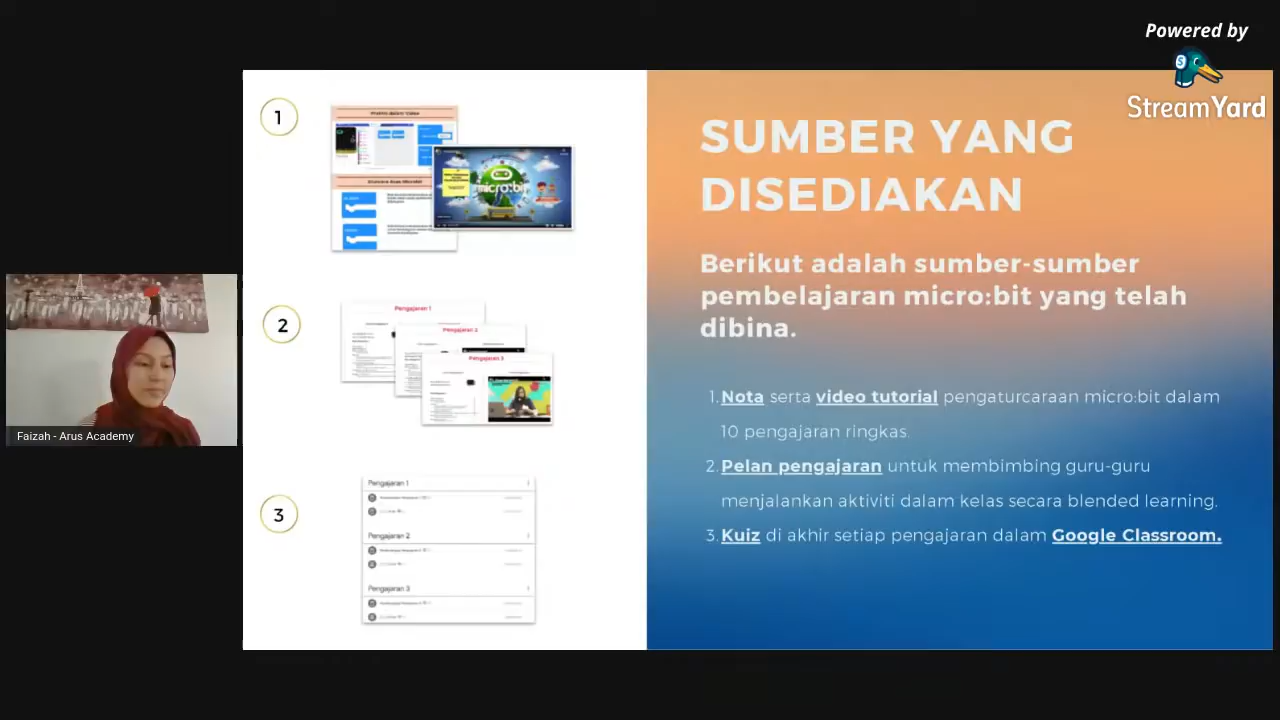 Powered by
StreamYard
SUMBER YANG
DISEDIAKAN
Berikut adalah sumber-sumber
pembelajaran micro:bit yang telah
dibina.
1. Nota serta video tutorial pengaturcaraan micro:bit dalam
10 pengajaran ringkas.
2. Pelan pengajaran untuk membimbing guru-guru
menjalankan aktiviti dalam kelas secara blended learning.
3. Kuiz di akhir setiap pengajaran dalam Google Classroom.
1
micro:bit
2
Pengajaran 1
Pengajaran 2
Pengajaran 3
3
Pengajaran 1
Pengajaran 2
Pengajaran 3
Faizah - Arus Academy